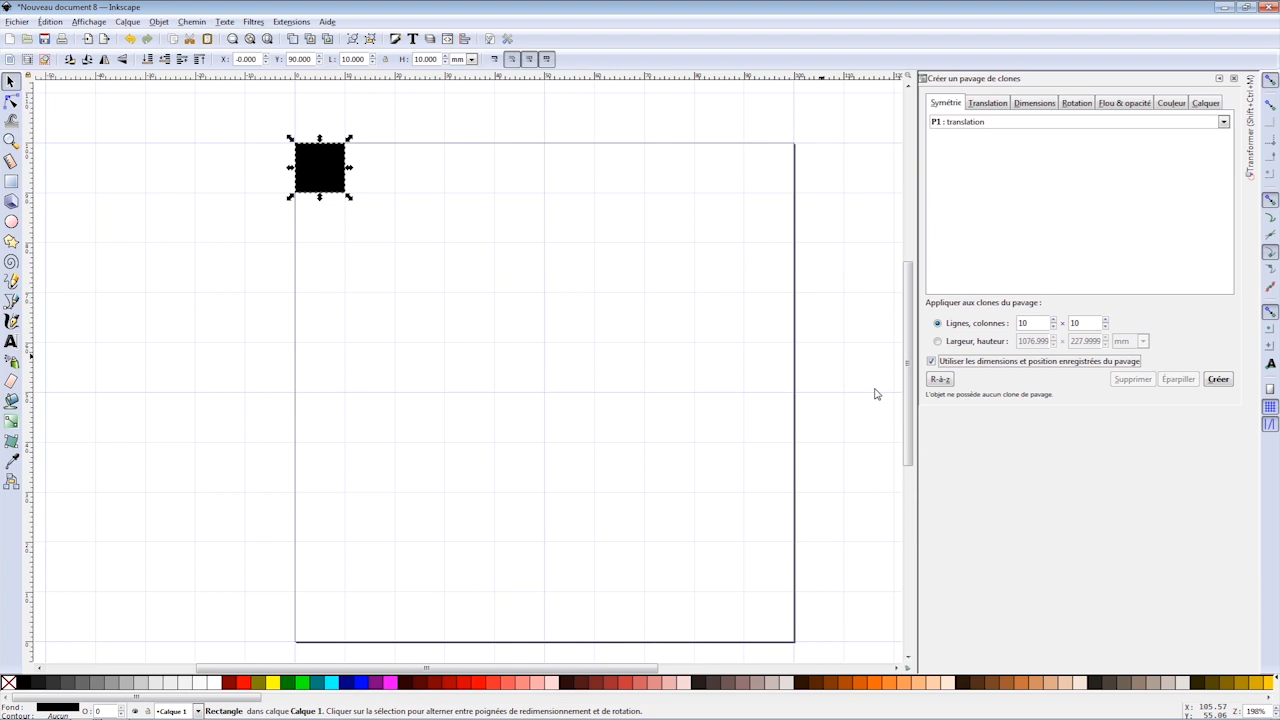 *Nouveau document 8 — Inkscape
Fichier Édition Affichage Calque Objet Chemin Texte Filtres Extensions Aide
X: -0.000 Y: 90.000 L: 10.000 H: 10.000 mm
Créer un pavage de clones
Symétrie Translation Dimensions Rotation Flou & opacité Couleur Calquer
P1 : translation
Transformer (Shift+Ctrl+M)
Appliquer aux clones du pavage :
Lignes, colonnes : 10 × 10
Largeur, hauteur : 1076.999 × 227.9999 mm
Utiliser les dimensions et position enregistrées du pavage
R-à-z Supprimer Éparpiller Créer
L'objet ne possède aucun clone de pavage.
Fond :
Contour : Aucun
O: 0
•Calque 1
Rectangle dans calque Calque 1. Cliquer sur la sélection pour alterner entre poignées de redimensionnement et de rotation.
X: 105.57
Y: 55.06
Z: 198%